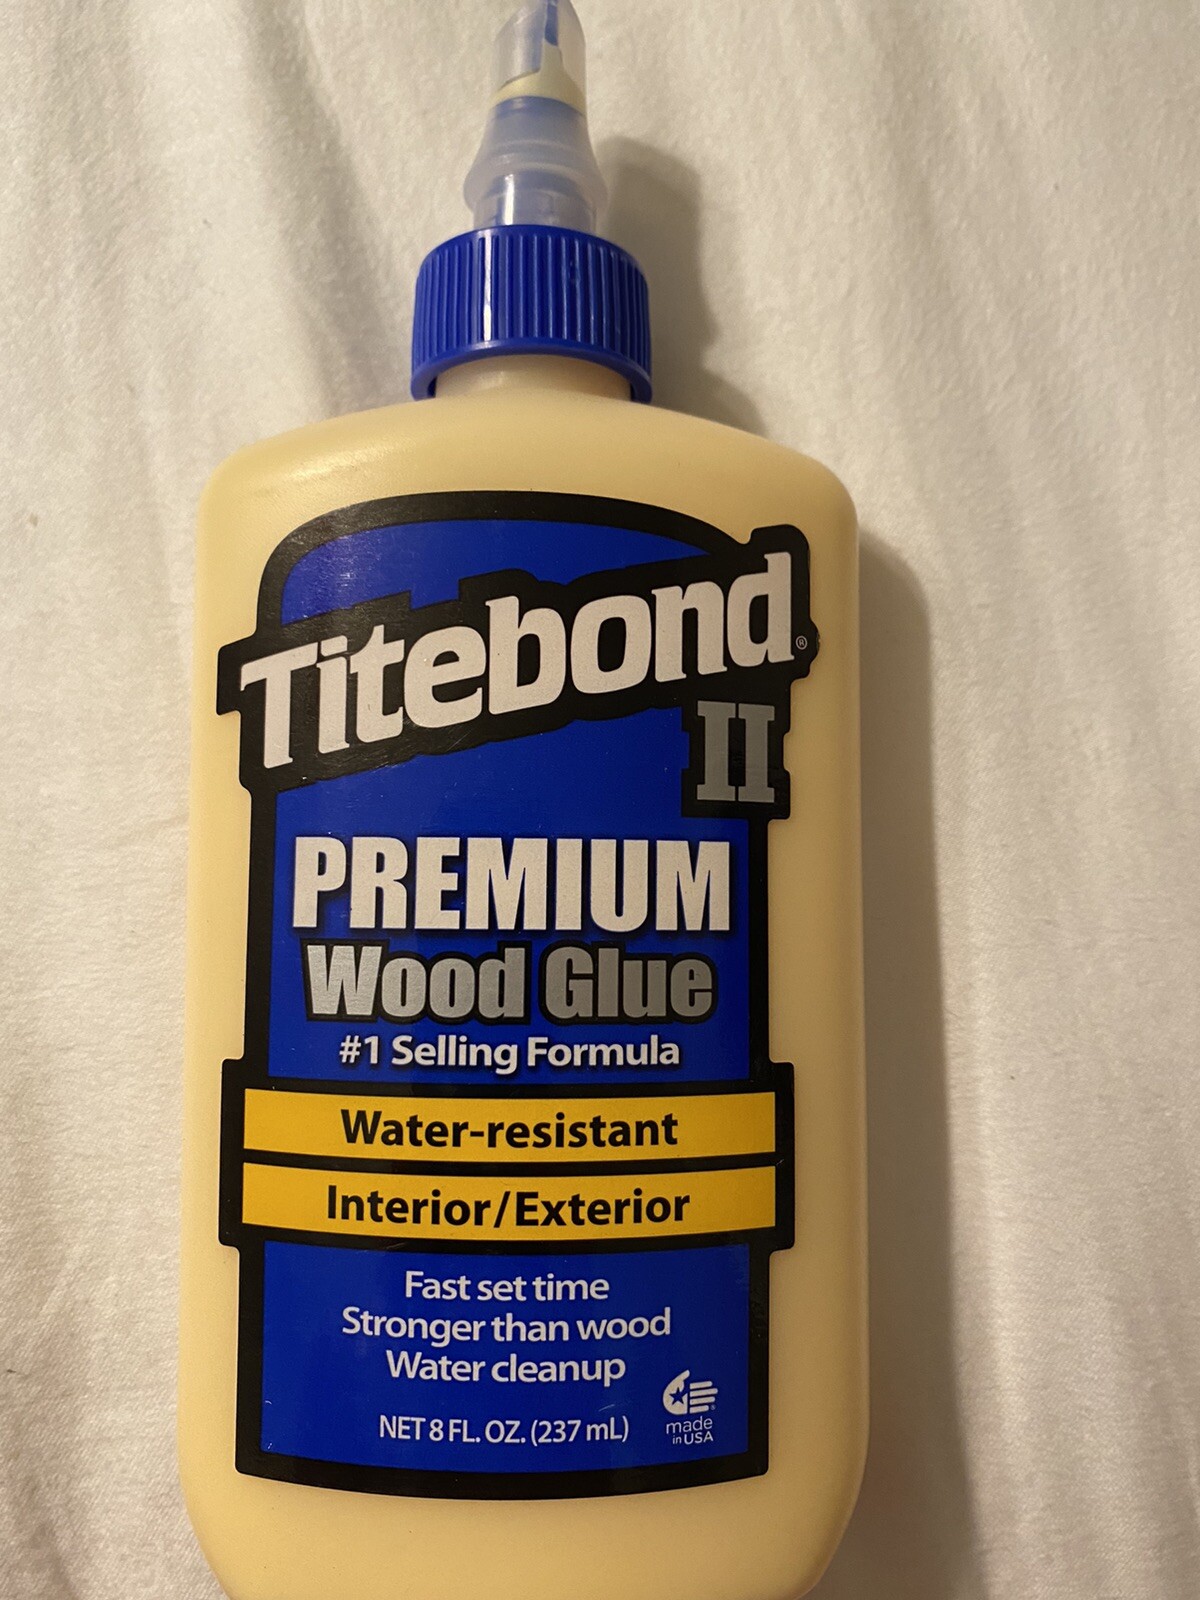 Titebond®
II
PREMIUM
Wood Glue
#1 Selling Formula
Water-resistant
Interior/Exterior
Fast set time
Stronger than wood
Water cleanup
NET 8 FL. OZ. (237 mL)
made
in USA